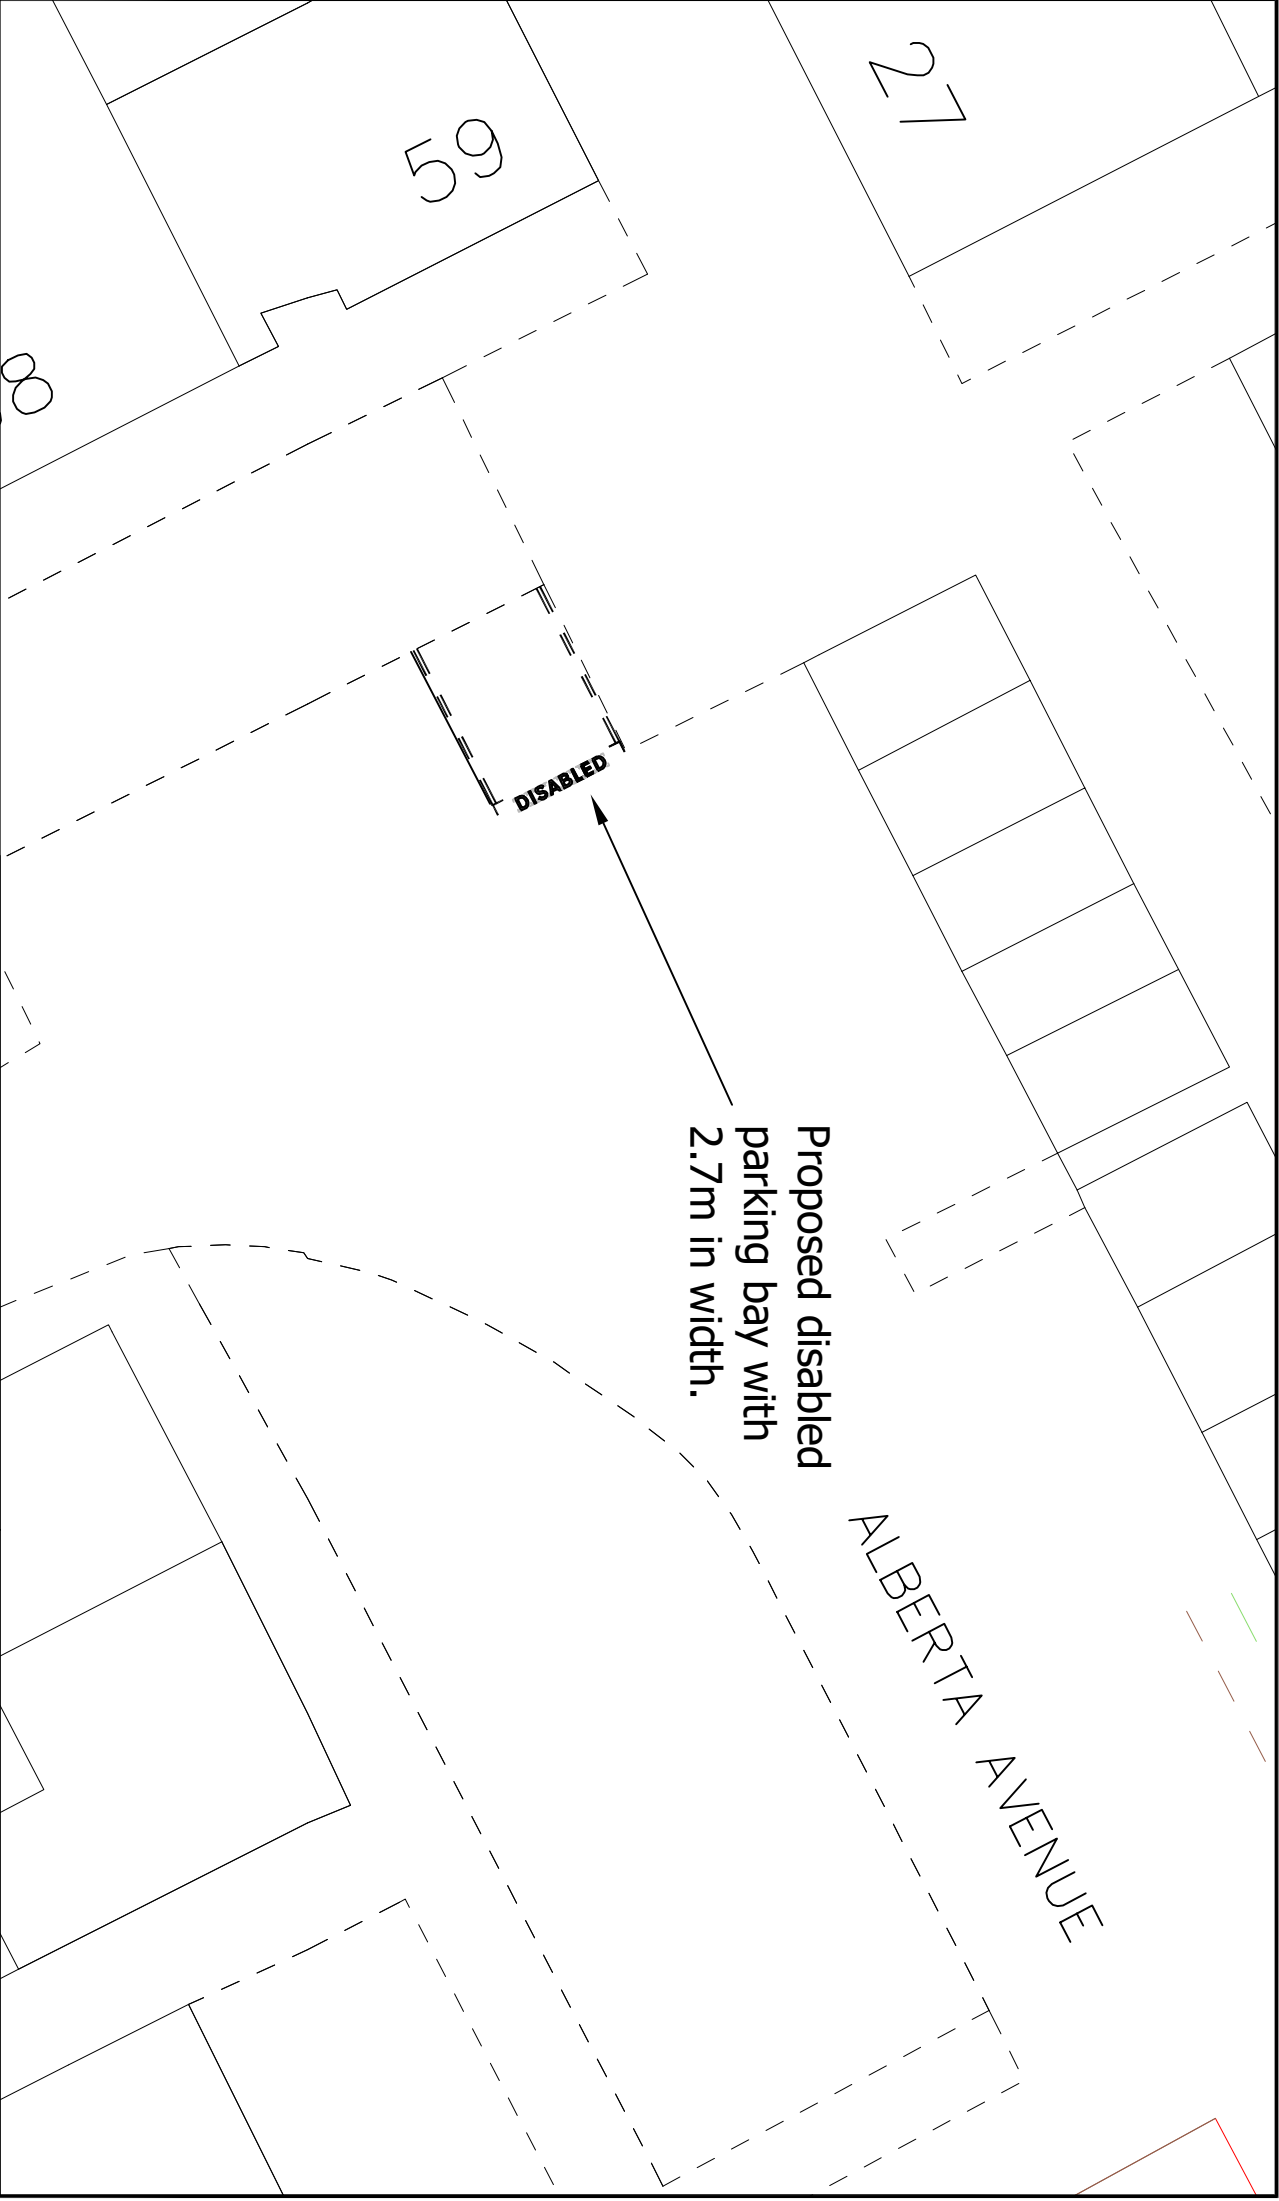 27
59
8
DISABLED
Proposed disabled
parking bay with
2.7m in width.
ALBERTA AVENUE